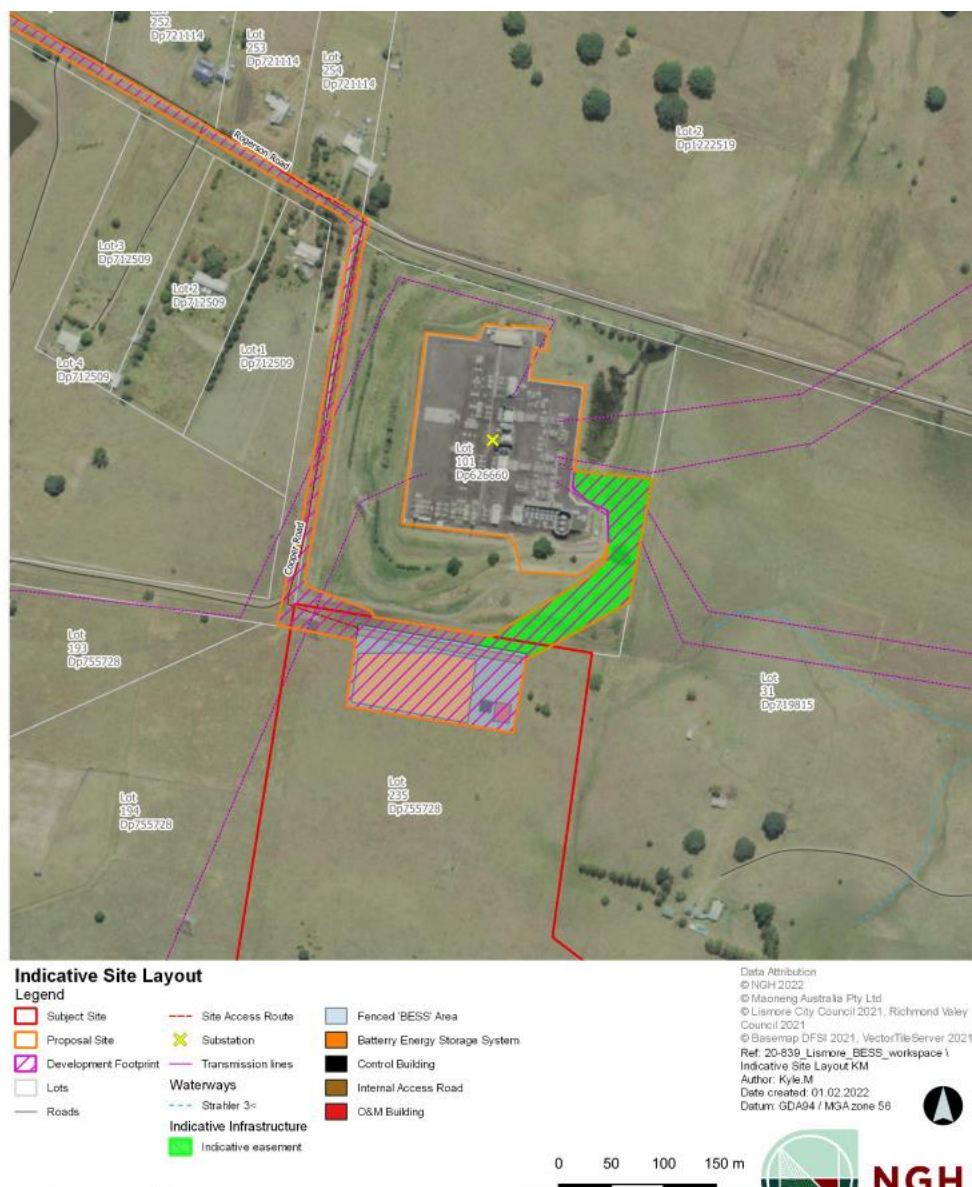 252
Dp721114
Lot
253
Dp721114
Lot
254
Dp721114
Lot 2
Dp1222519
Rogerson Road
Lot 3
Dp712509
Lot 2
Dp712509
Lot 1
Dp712509
Lot 4
Dp712509
Lot
101
Dp626660
Cooper Road
Lot
193
Dp755728
Lot
31
Dp719815
Lot
235
Dp755728
Lot
194
Dp755728
Indicative Site Layout
Legend
Subject Site
Proposal Site
Development Footprint
Lots
Roads
Site Access Route
Substation
Transmission lines
Waterways
Strahler 3<
Indicative Infrastructure
Indicative easement
Fenced 'BESS' Area
Batterry Energy Storage System
Control Building
Internal Access Road
O&M Building
Data Attribution
© NGH 2022
© Maoneng Australia Pty Ltd
© Lismore City Council 2021, Richmond Valey
Council 2021
© Basemap DFSI 2021, VectorTileServer 2021
Ref: 20-839_Lismore_BESS_workspace \
Indicative Site Layout KM
Author: Kyle.M
Date created: 01.02.2022
Datum: GDA94 / MGA zone 56
0 50 100 150 m
NGH